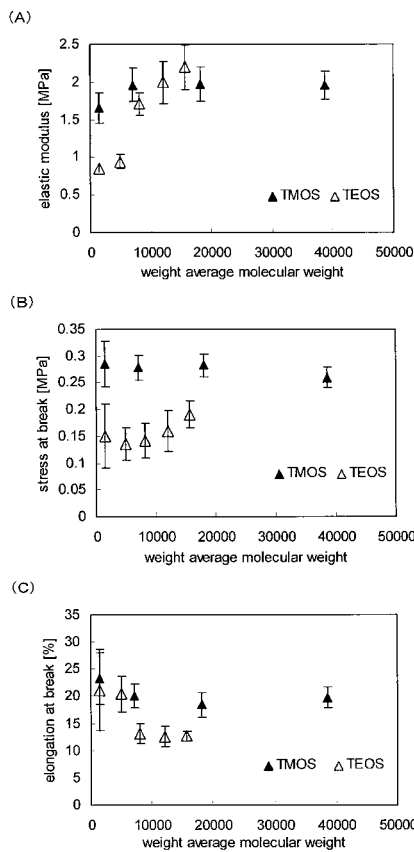 (A)
2.5
2
1.5
1
0.5
0
elastic modulus [MPa]
▲TMOS △TEOS
0 10000 20000 30000 40000 50000
weight average molecular weight
(B)
0.35
0.3
0.25
0.2
0.15
0.1
0.05
0
stress at break [MPa]
▲TMOS △TEOS
0 10000 20000 30000 40000 50000
weight average molecular weight
(C)
35
30
25
20
15
10
5
0
elongation at break [%]
▲TMOS △TEOS
0 10000 20000 30000 40000 50000
weight average molecular weight